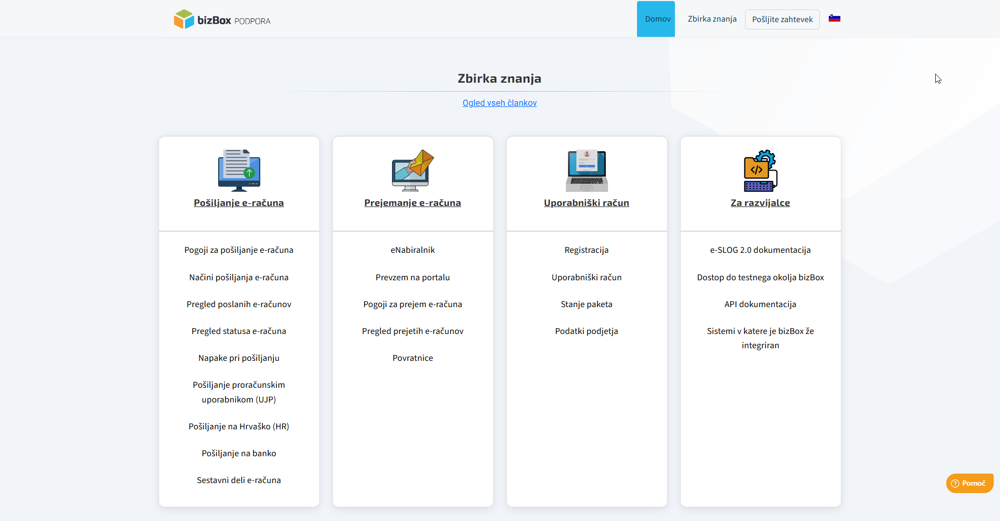 bizBox PODPORA
Domov
Zbirka znanja
Pošljite zahtevek
Zbirka znanja
Ogled vseh člankov
Pošiljanje e-računa
Pogoji za pošiljanje e-računa
Načini pošiljanja e-računa
Pregled poslanih e-računov
Pregled statusa e-računa
Napake pri pošiljanju
Pošiljanje proračunskim
uporabnikom (UJP)
Pošiljanje na Hrvaško (HR)
Pošiljanje na banko
Sestavni deli e-računa
Prejemanje e-računa
eNabiralnik
Prevzem na portalu
Pogoji za prejem e-računa
Pregled prejetih e-računov
Povratnice
Uporabniški račun
Registracija
Uporabniški račun
Stanje paketa
Podatki podjetja
Za razvijalce
e-SLOG 2.0 dokumentacija
Dostop do testnega okolja bizBox
API dokumentacija
Sistemi v katere je bizBox že
integriran
Pomoč